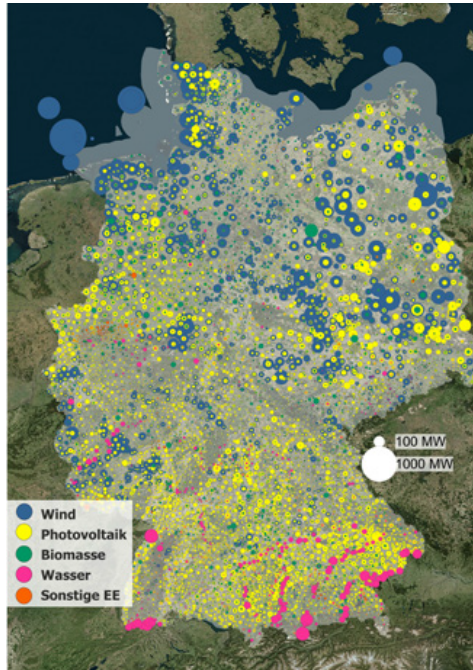 100 MW
1000 MW
Wind
Photovoltaik
Biomasse
Wasser
Sonstige EE